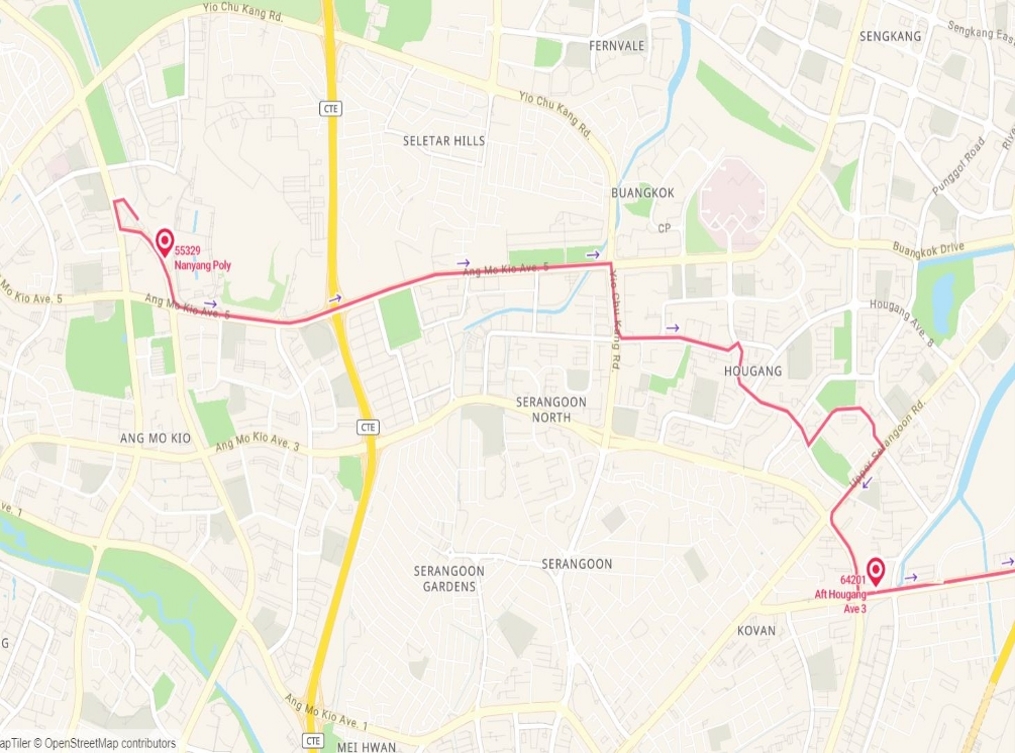 Yio Chu Kang Rd.
FERNVALE
SENGKANG
Sengkang Eas
CTE
Yio Chu Kang Rd.
SELETAR HILLS
Punggol Road
BUANGKOK
CP
55329
Nanyang Poly
Buangkok Drive
Ang Mo Kio Ave. 5
Mo Kio Ave. 5
Ang Mo Kio Ave. 5
Yio Chu Kang Rd.
Hougang Ave. 8
HOUGANG
SERANGOON
NORTH
CTE
ANG MO KIO
Ang Mo Kio Ave. 3
Upper Serangoon Rd.
ve. 1
SERANGOON
SERANGOON
GARDENS
64201
Aft Hougang
Ave 3
KOVAN
G
Ang Mo Kio Ave. 1
CTE
MEI HWAN
apTiler © OpenStreetMap contributors